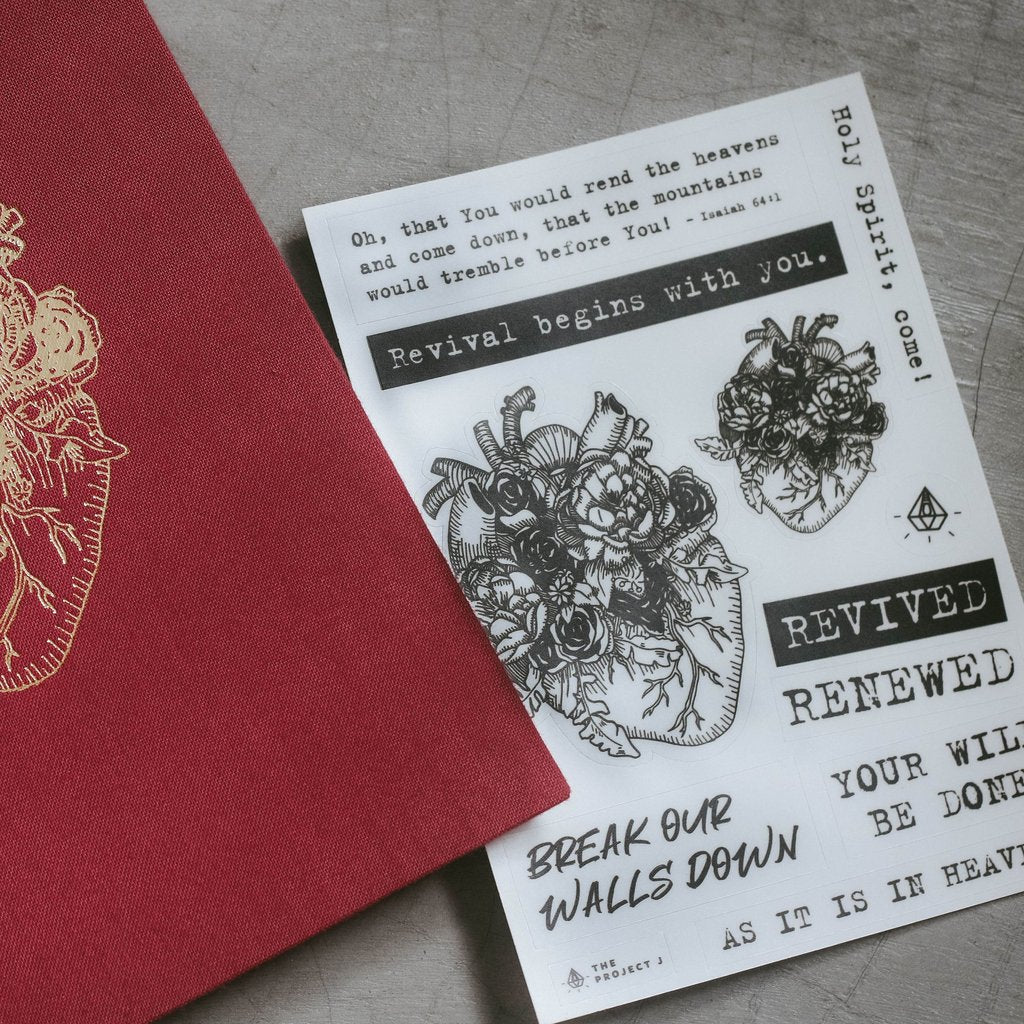 Oh, that You would rend the heavens
and come down, that the mountains
would tremble before You! - Isaiah 64:1
Holy Spirit, come!
Revival begins with you.
REVIVED
RENEWED
YOUR WILL
BE DONE
BREAK OUR
WALLS DOWN
AS IT IS IN
THE
PROJECT J